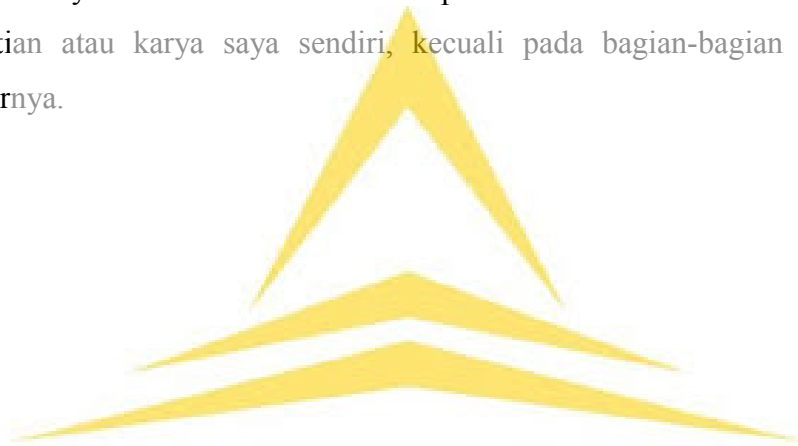 tian atau karya saya sendiri, kecuali pada bagian-bagian
rnya.